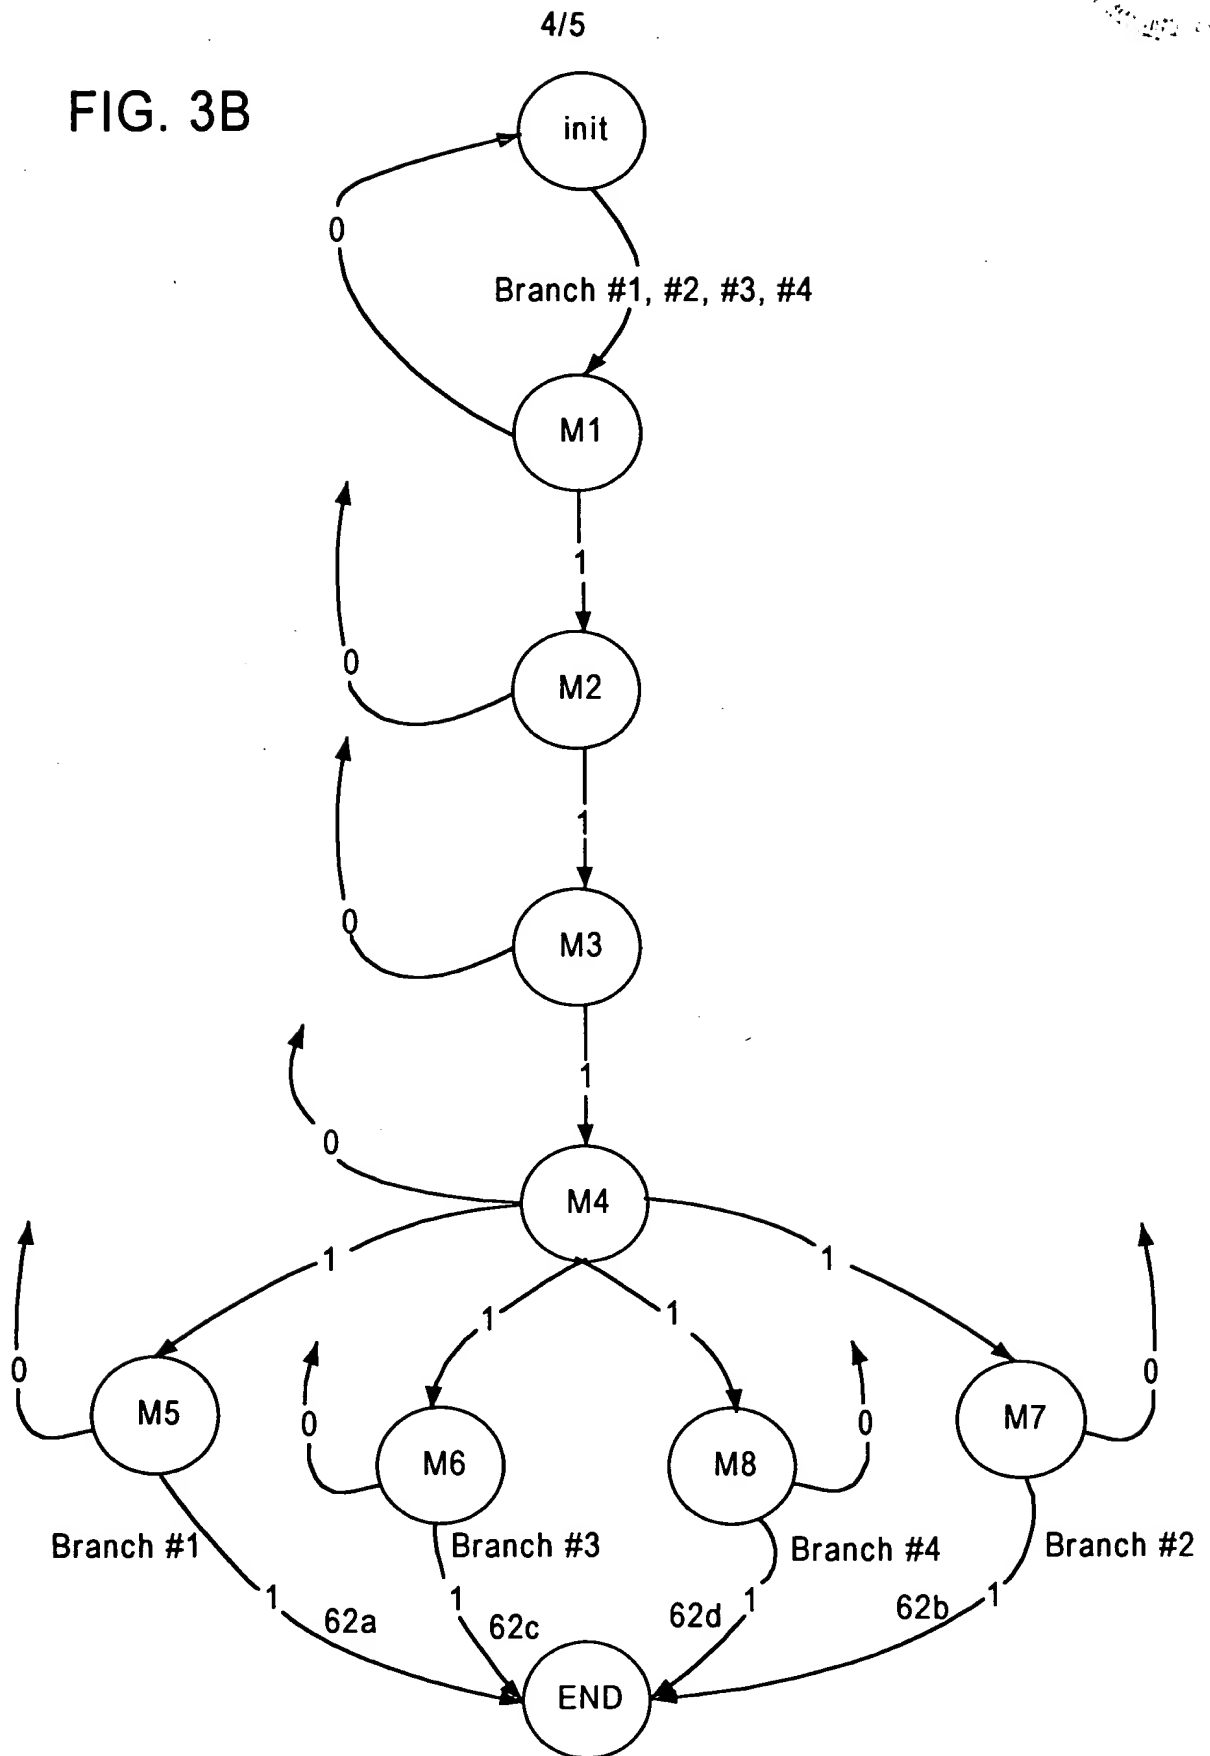 4/5
FIG. 3B
init
0
Branch #1, #2, #3, #4
M1
1
0
M2
1
0
M3
1
0
M4
1
1
1
1
0
0
0
0
M5
M6
M8
M7
Branch #1
Branch #3
Branch #4
Branch #2
1
1
1
1
62a
62c
62d
62b
END